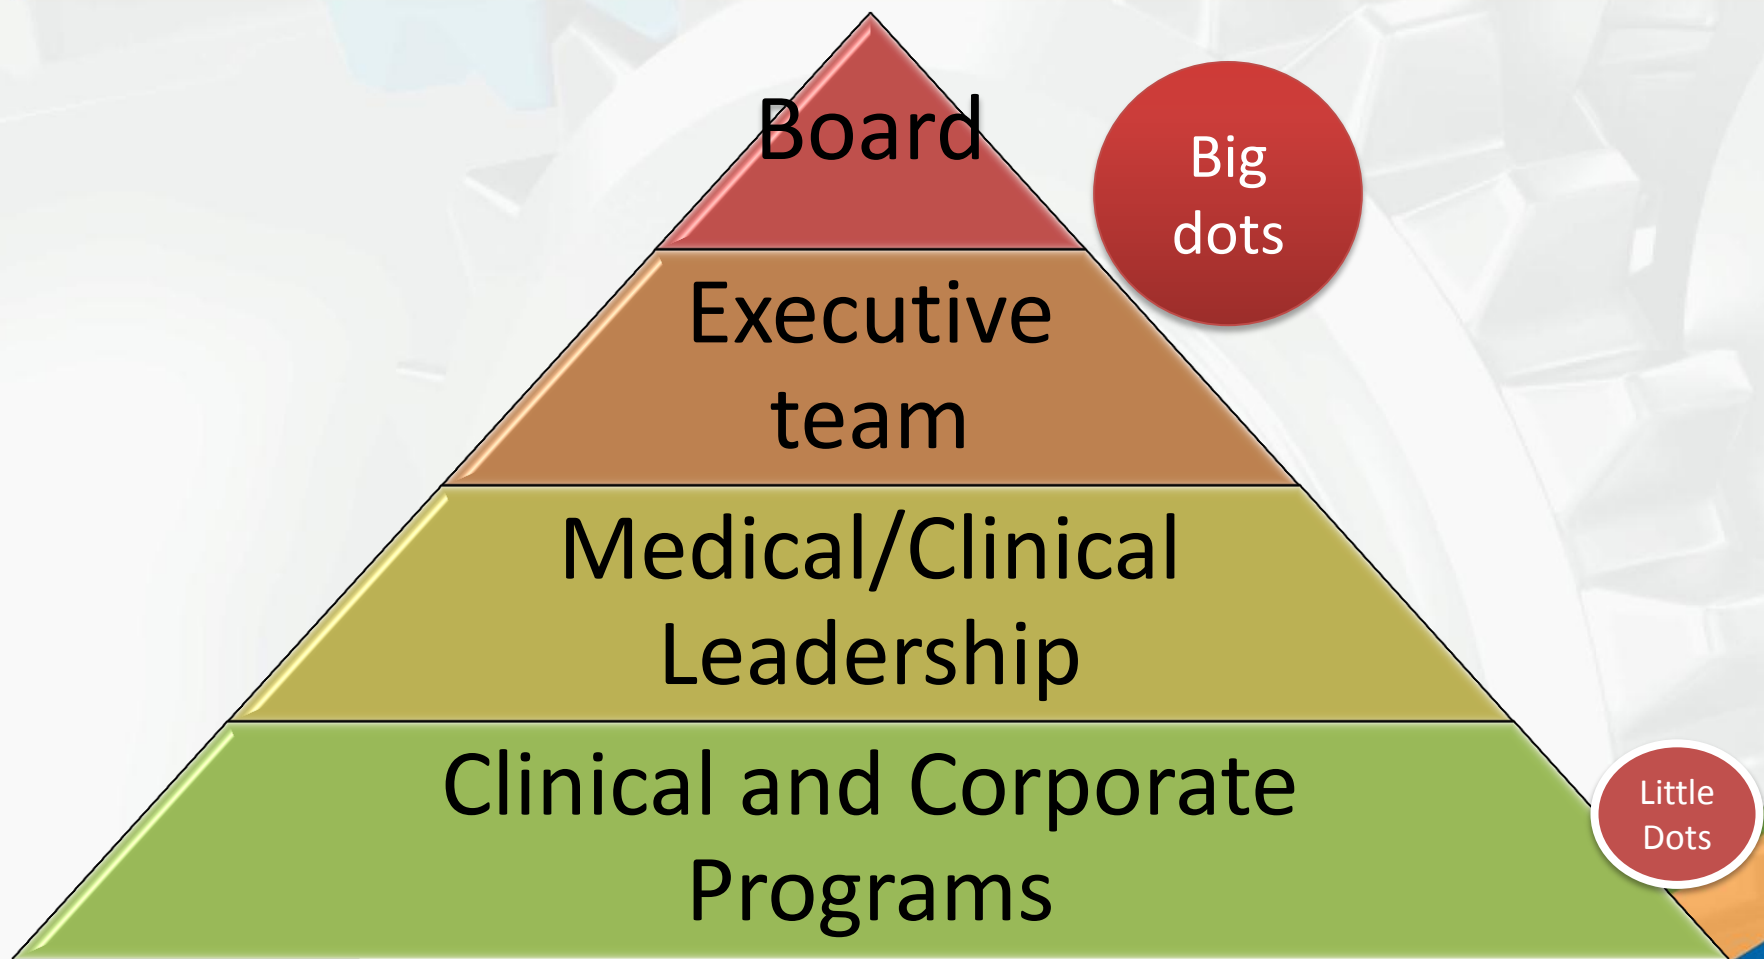 Board
Big
dots
Executive
team
Medical/Clinical
Leadership
Clinical and Corporate
Programs
Little
Dots